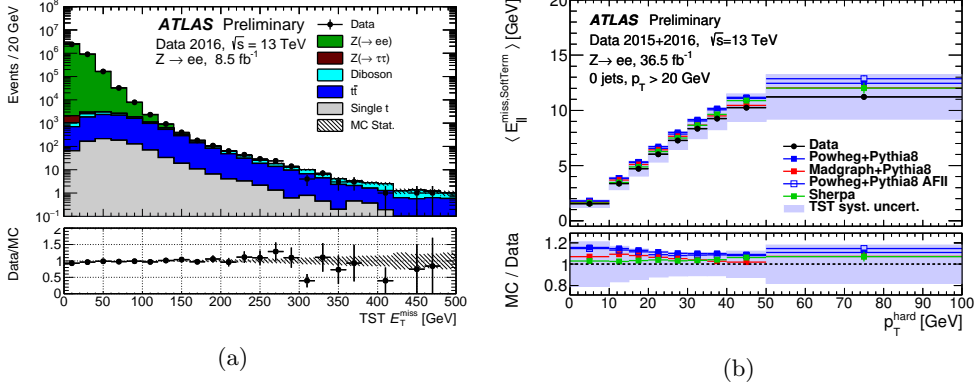 ATLAS Preliminary
Data 2016, √s = 13 TeV
Z → ee, 8.5 fb⁻¹
Data
Z(→ ee)
Z(→ ττ)
Diboson
tt̄
Single t
MC Stat.
Events / 20 GeV
10⁹
10⁸
10⁷
10⁶
10⁵
10⁴
10³
10²
10
1
10⁻¹
Data/MC
2
1.5
1
0.5
0
0 50 100 150 200 250 300 350 400 450 500
TST E_T^miss [GeV]
(a)
ATLAS Preliminary
Data 2015+2016, √s=13 TeV
Z → ee, 36.5 fb⁻¹
0 jets, p_T > 20 GeV
⟨ E_||^miss,SoftTerm ⟩ [GeV]
20
15
10
5
0
Data
Powheg+Pythia8
Madgraph+Pythia8
Powheg+Pythia8 AFII
Sherpa
TST syst. uncert.
MC / Data
1.2
1
0.8
0 10 20 30 40 50 60 70 80 90 100
p_T^hard [GeV]
(b)